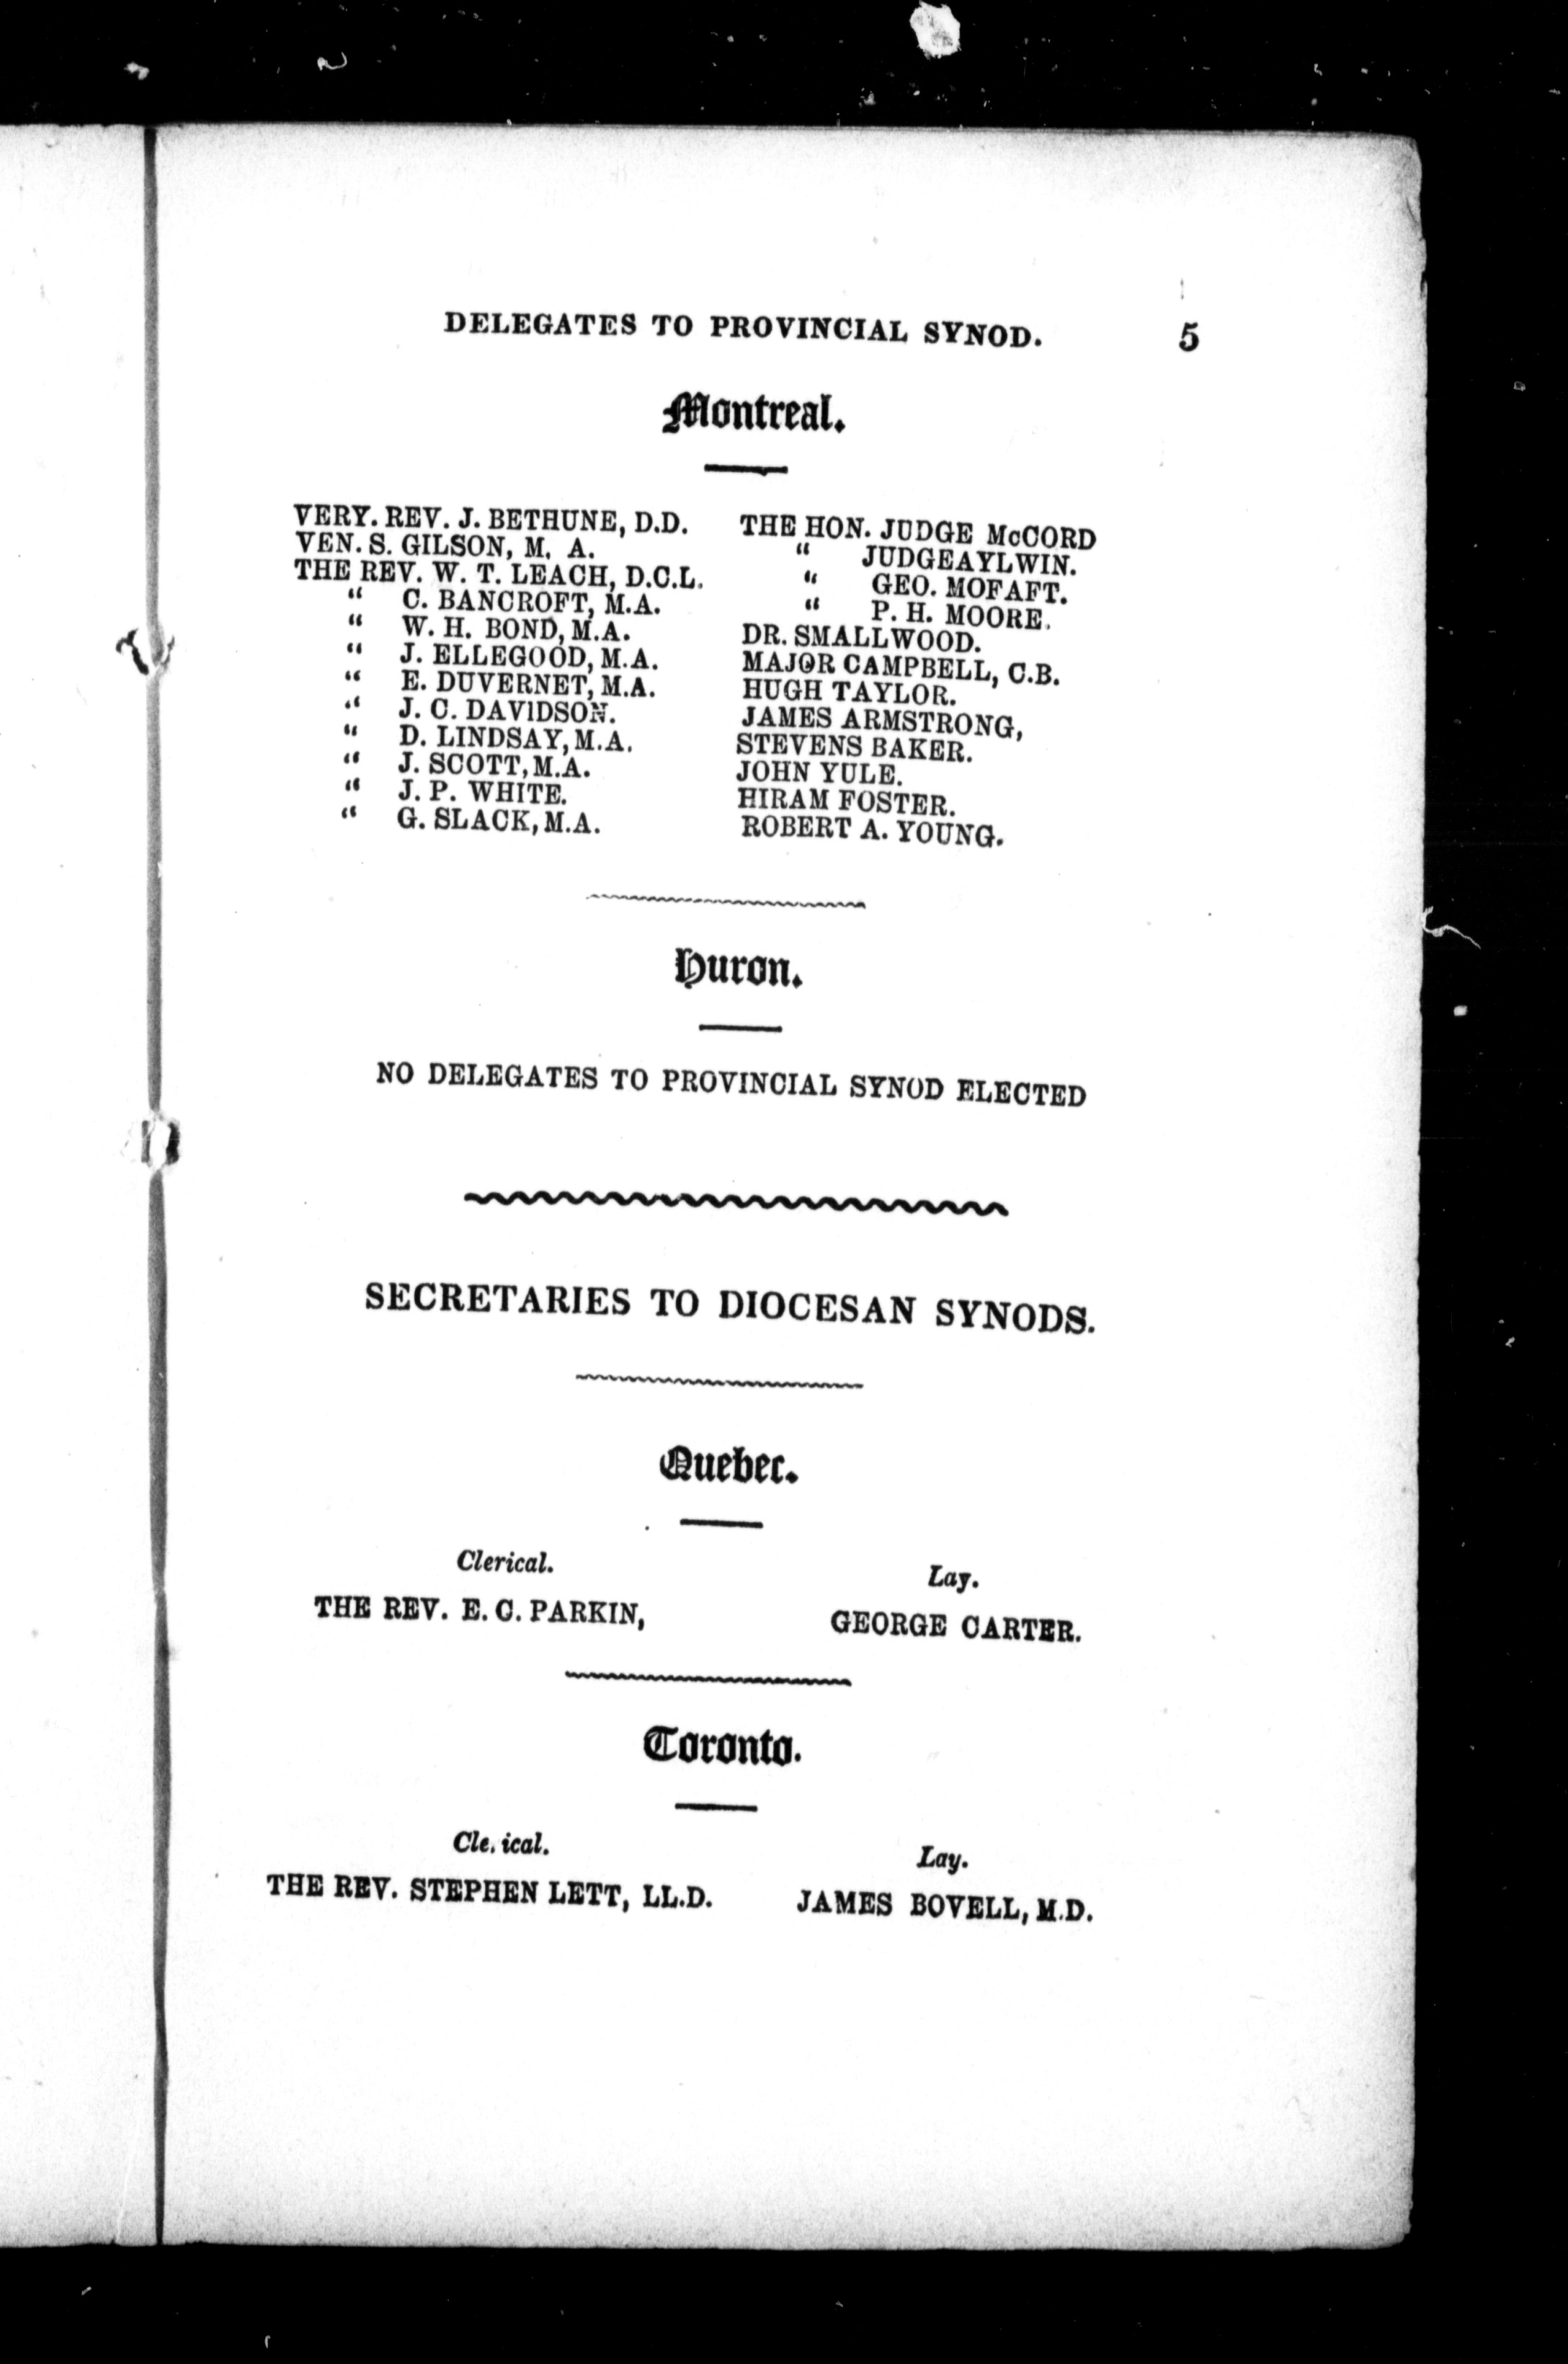 DELEGATES TO PROVINCIAL SYNOD. 5
Montreal.
VERY. REV. J. BETHUNE, D.D.
VEN. S. GILSON, M. A.
THE REV. W. T. LEACH, D.C.L.
“ C. BANCROFT, M.A.
“ W. H. BOND, M.A.
“ J. ELLEGOOD, M.A.
“ E. DUVERNET, M.A.
“ J. C. DAVIDSON.
“ D. LINDSAY, M.A.
“ J. SCOTT, M.A.
“ J. P. WHITE.
“ G. SLACK, M.A.
THE HON. JUDGE McCORD
“ JUDGEAYLWIN.
“ GEO. MOFAFT.
“ P. H. MOORE.
DR. SMALLWOOD.
MAJOR CAMPBELL, C.B.
HUGH TAYLOR.
JAMES ARMSTRONG,
STEVENS BAKER.
JOHN YULE.
HIRAM FOSTER.
ROBERT A. YOUNG.
Huron.
NO DELEGATES TO PROVINCIAL SYNOD ELECTED
SECRETARIES TO DIOCESAN SYNODS.
Quebec.
Clerical.
THE REV. E. C. PARKIN,
Lay.
GEORGE CARTER.
Toronto.
Cle.ical.
THE REV. STEPHEN LETT, LL.D.
Lay.
JAMES BOVELL, M.D.